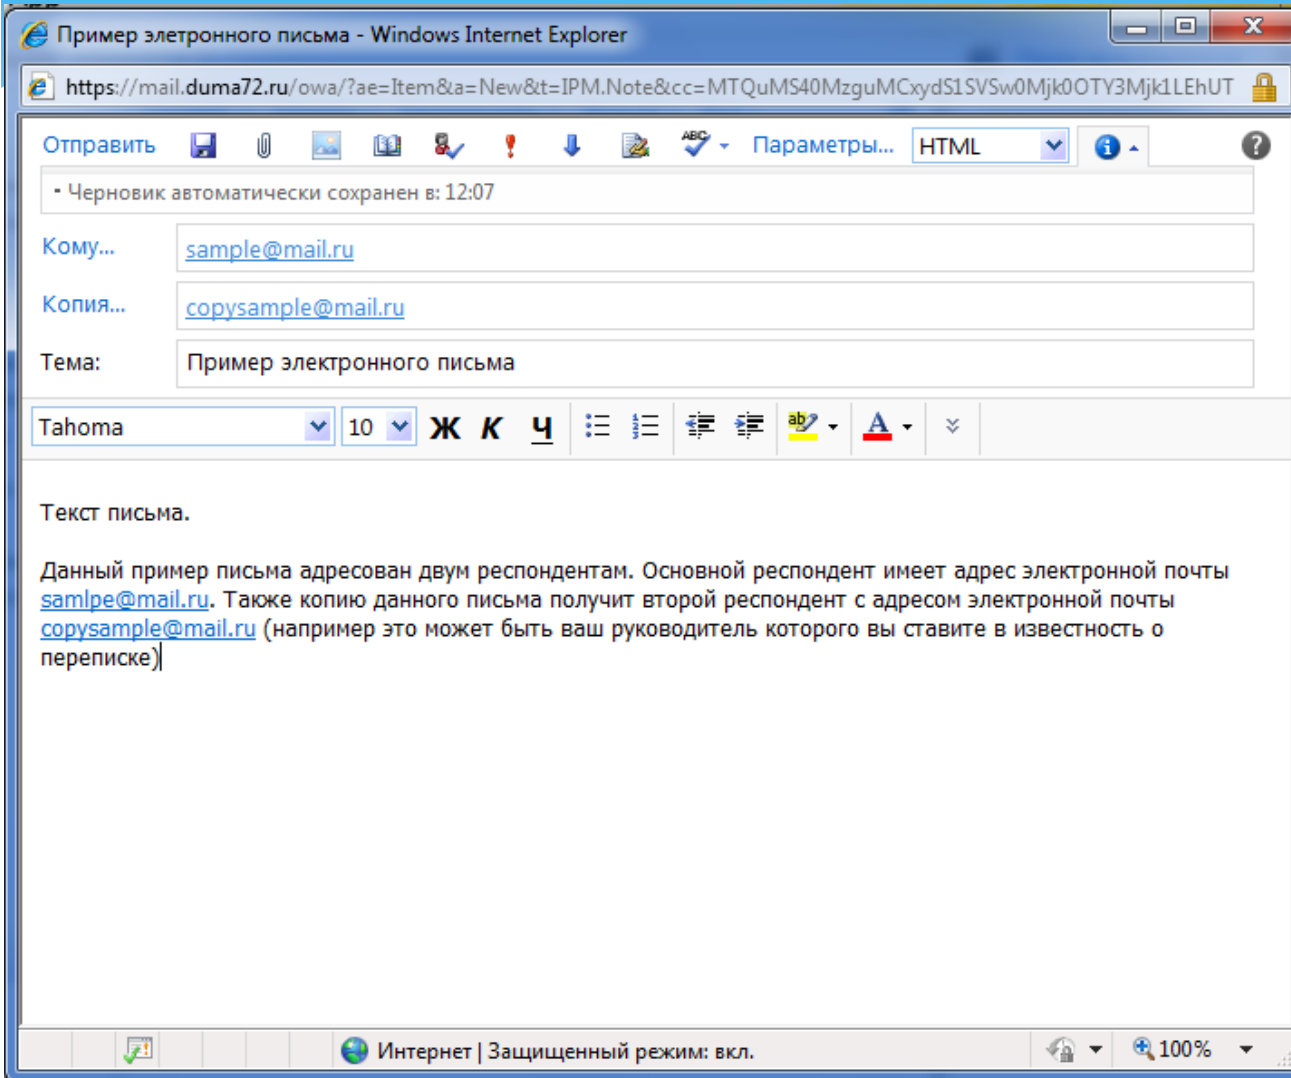 Пример элетронного письма - Windows Internet Explorer
https://mail.duma72.ru/owa/?ae=Item&a=New&t=IPM.Note&cc=MTQuMS40MzguMCxydS1SVSw0Mjk0OTY3Mjk1LEhUT
Отправить ABC Параметры... HTML
- Черновик автоматически сохранен в: 12:07
Кому... sample@mail.ru
Копия... copysample@mail.ru
Тема: Пример электронного письма
Tahoma 10 Ж К Ч ab A
Текст письма.
Данный пример письма адресован двум респондентам. Основной респондент имеет адрес электронной почты
samlpe@mail.ru. Также копию данного письма получит второй респондент с адресом электронной почты
copysample@mail.ru (например это может быть ваш руководитель которого вы ставите в известность о
переписке)
Интернет | Защищенный режим: вкл. 100%